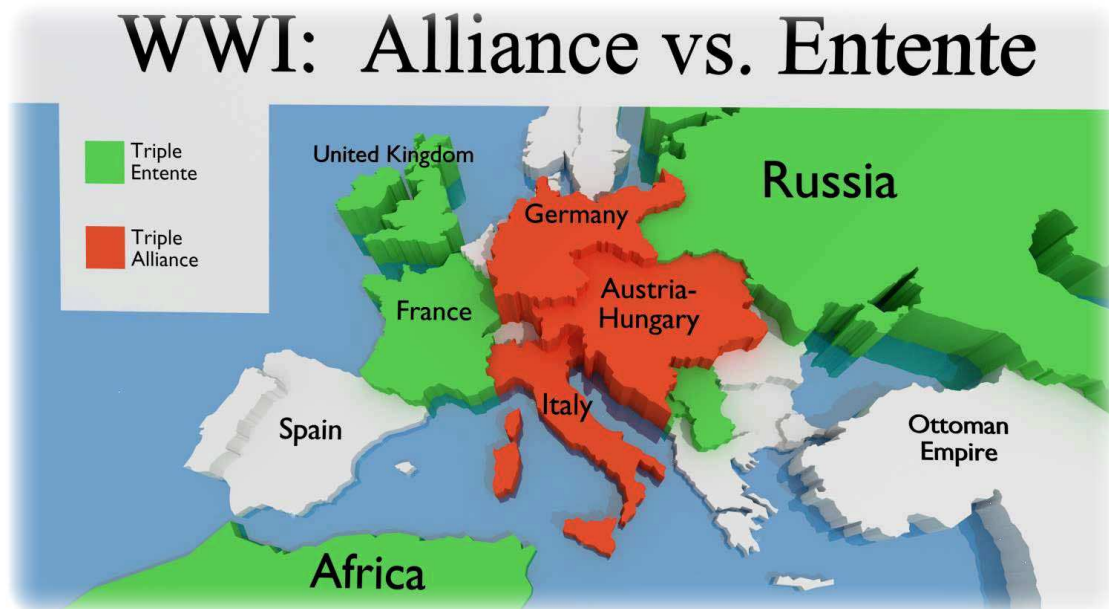 WWI: Alliance vs. Entente
Triple
Entente
Triple
Alliance
United Kingdom
Germany
Russia
France
Austria-
Hungary
Spain
Italy
Ottoman
Empire
Africa